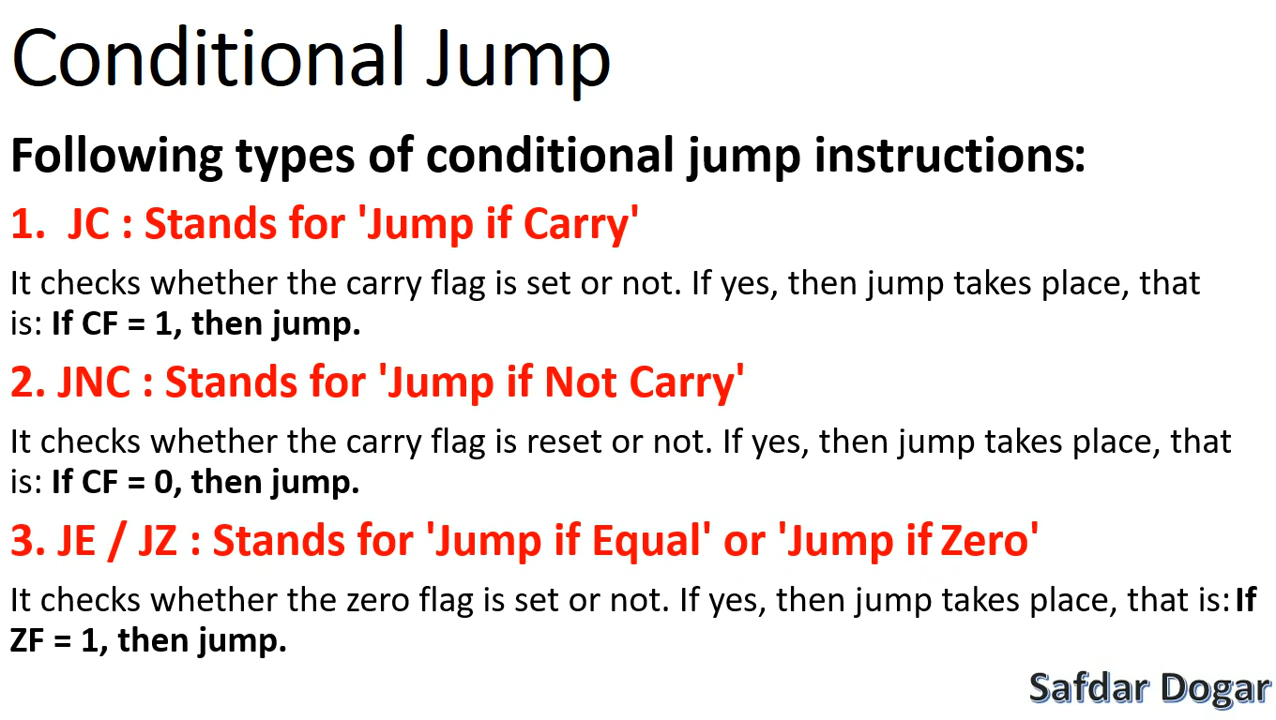 Conditional Jump
Following types of conditional jump instructions:
1. JC : Stands for 'Jump if Carry'
It checks whether the carry flag is set or not. If yes, then jump takes place, that
is: If CF = 1, then jump.
2. JNC : Stands for 'Jump if Not Carry'
It checks whether the carry flag is reset or not. If yes, then jump takes place, that
is: If CF = 0, then jump.
3. JE / JZ : Stands for 'Jump if Equal' or 'Jump if Zero'
It checks whether the zero flag is set or not. If yes, then jump takes place, that is: If
ZF = 1, then jump.
Safdar Dogar